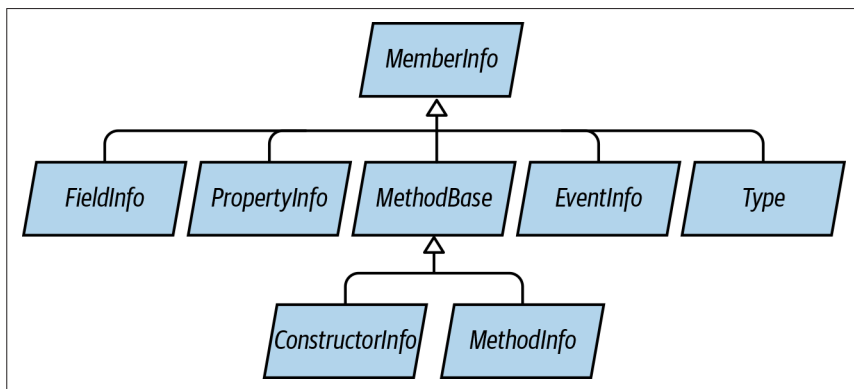 MemberInfo
FieldInfo
PropertyInfo
MethodBase
EventInfo
Type
ConstructorInfo
MethodInfo